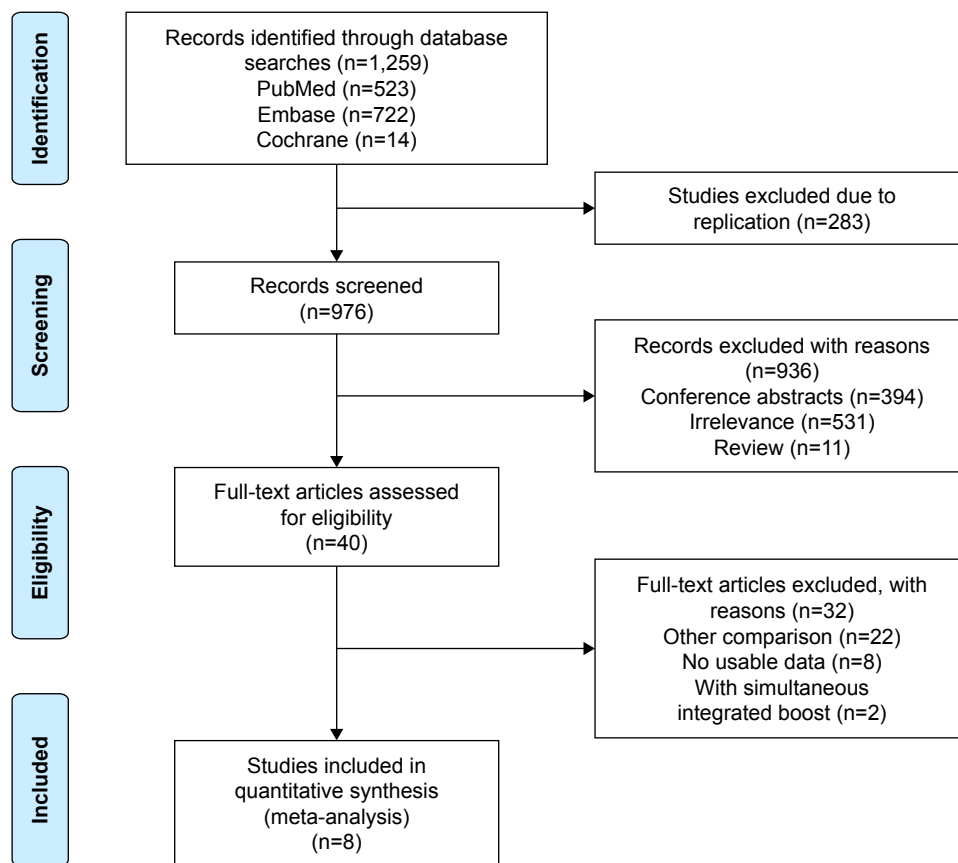 Identification
Records identified through database
searches (n=1,259)
PubMed (n=523)
Embase (n=722)
Cochrane (n=14)
Studies excluded due to
replication (n=283)
Screening
Records screened
(n=976)
Records excluded with reasons
(n=936)
Conference abstracts (n=394)
Irrelevance (n=531)
Review (n=11)
Eligibility
Full-text articles assessed
for eligibility
(n=40)
Full-text articles excluded, with
reasons (n=32)
Other comparison (n=22)
No usable data (n=8)
With simultaneous
integrated boost (n=2)
Included
Studies included in
quantitative synthesis
(meta-analysis)
(n=8)